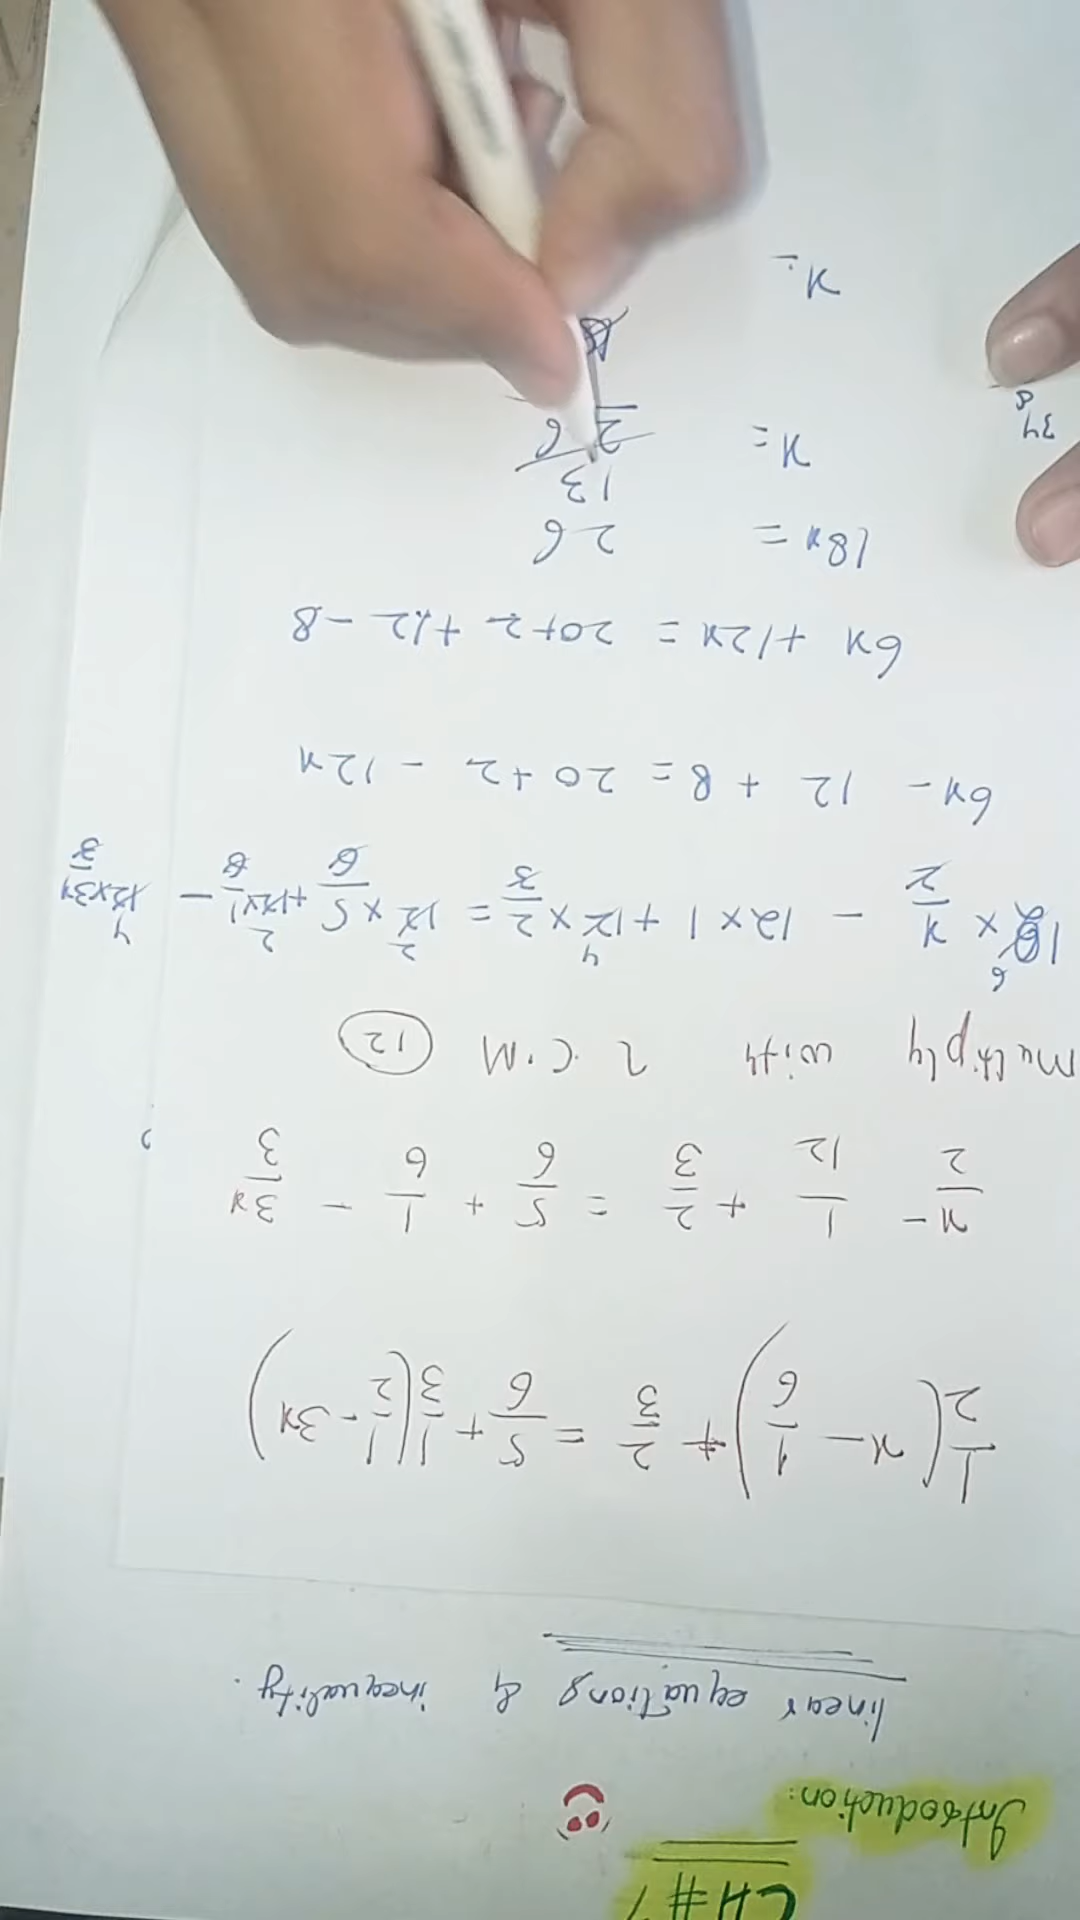 CH # 7
Introduction:
linear equations & inequality.
1/2 (x - 1/6) + 2/3 = 5/6 + 1/3 (1/2 - 3x)
x/2 - 1/12 + 2/3 = 5/6 + 1/6 - 3x/3
Multiply with L.C.M 12
12 × x/2 - 12×1 + 12×2/3 = 12×5/6 + 12×1/6 - 12×3x/3
6x - 12 + 8 = 20 + 2 - 12x
6x + 12x = 20+2 +12 -8
18x = 26
x = 13 26
x =